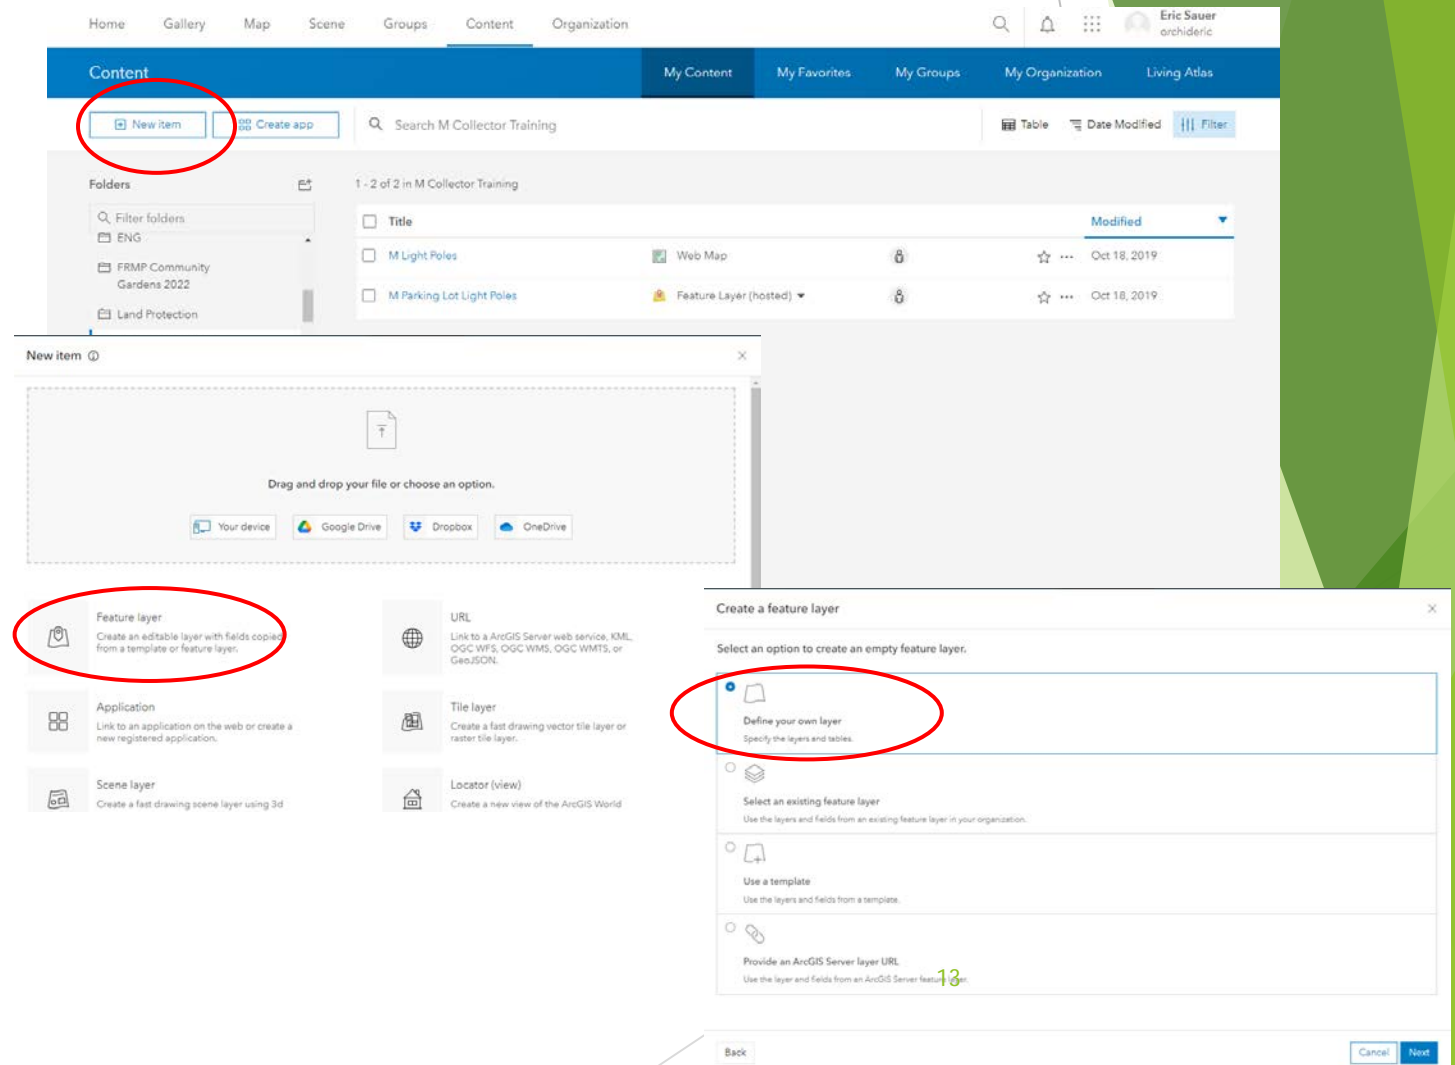 Home Gallery Map Scene Groups Content Organization
Eric Sauer
orchideric
Content
My Content My Favorites My Groups My Organization Living Atlas
New item Create app Search M Collector Training Table Date Modified Filter
Folders
1 - 2 of 2 in M Collector Training
Filter folders
Title Modified
ENG
M Light Poles Web Map Oct 18, 2019
FRMP Community
Gardens 2022
M Parking Lot Light Poles Feature Layer (hosted) Oct 18, 2019
Land Protection
New item
Drag and drop your file or choose an option.
Your device Google Drive Dropbox OneDrive
Feature layer
Create an editable layer with fields copied
from a template or feature layer.
URL
Link to a ArcGIS Server web service, KML,
OGC WFS, OGC WMS, OGC WMTS, or
GeoJSON.
Application
Link to an application on the web or create a
new registered application.
Tile layer
Create a fast drawing vector tile layer or
raster tile layer.
Scene layer
Create a fast drawing scene layer using 3d
Locator (view)
Create a new view of the ArcGIS World
Create a feature layer
Select an option to create an empty feature layer.
Define your own layer
Specify the layers and tables.
Select an existing feature layer
Use the layers and fields from an existing feature layer in your organization.
Use a template
Use the layers and fields from a template.
Provide an ArcGIS Server layer URL
Use the layer and fields from an ArcGIS Server feature layer.
13
Back Cancel Next